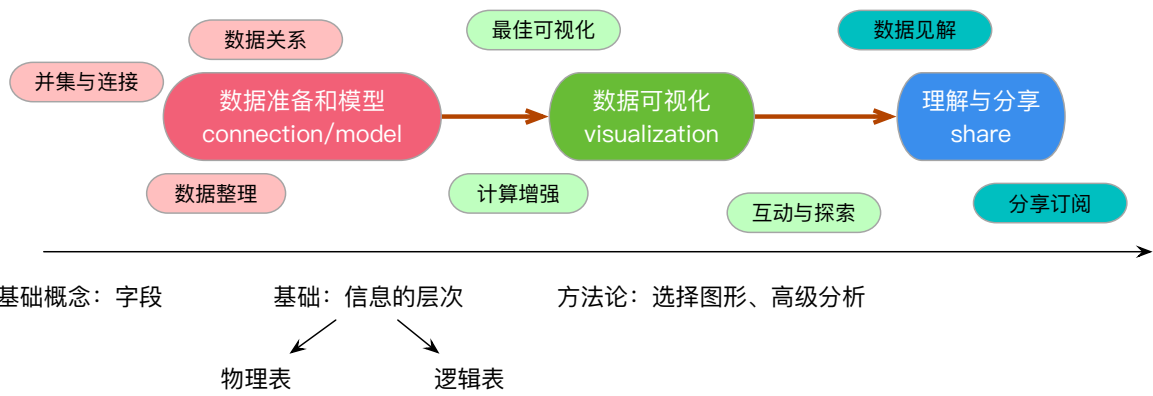 数据关系
最佳可视化
数据见解
并集与连接
数据准备和模型
connection/model
数据可视化
visualization
理解与分享
share
数据整理
计算增强
互动与探索
分享订阅
基础概念：字段
基础：信息的层次
方法论：选择图形、高级分析
物理表
逻辑表